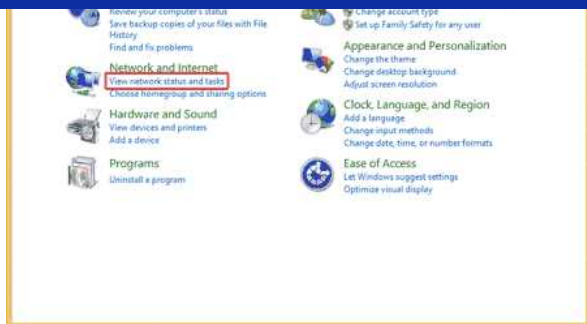 Review your computer's status
Save backup copies of your files with File
History
Find and fix problems
Network and Internet
View network status and tasks
Choose homegroup and sharing options
Hardware and Sound
View devices and printers
Add a device
Programs
Uninstall a program
Change account type
Set up Family Safety for any user
Appearance and Personalization
Change the theme
Change desktop background
Adjust screen resolution
Clock, Language, and Region
Add a language
Change input methods
Change date, time, or number formats
Ease of Access
Let Windows suggest settings
Optimize visual display